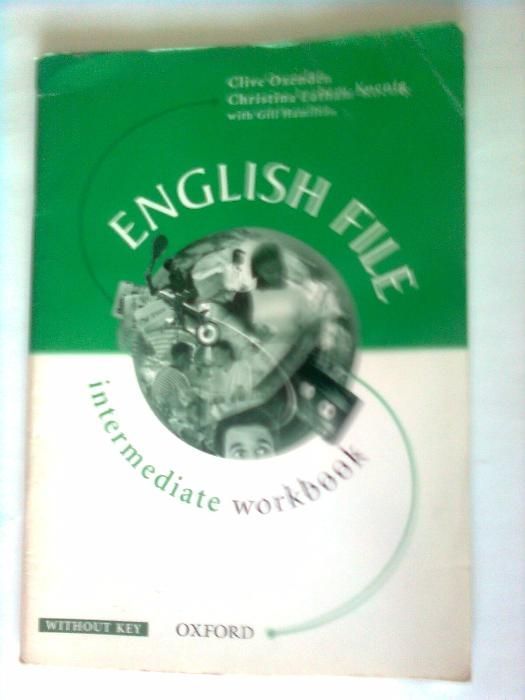 Clive Oxenden
Christina Latham-Koenig
with Gill Hamilton
ENGLISH FILE
intermediate workbook
WITHOUT KEY
OXFORD